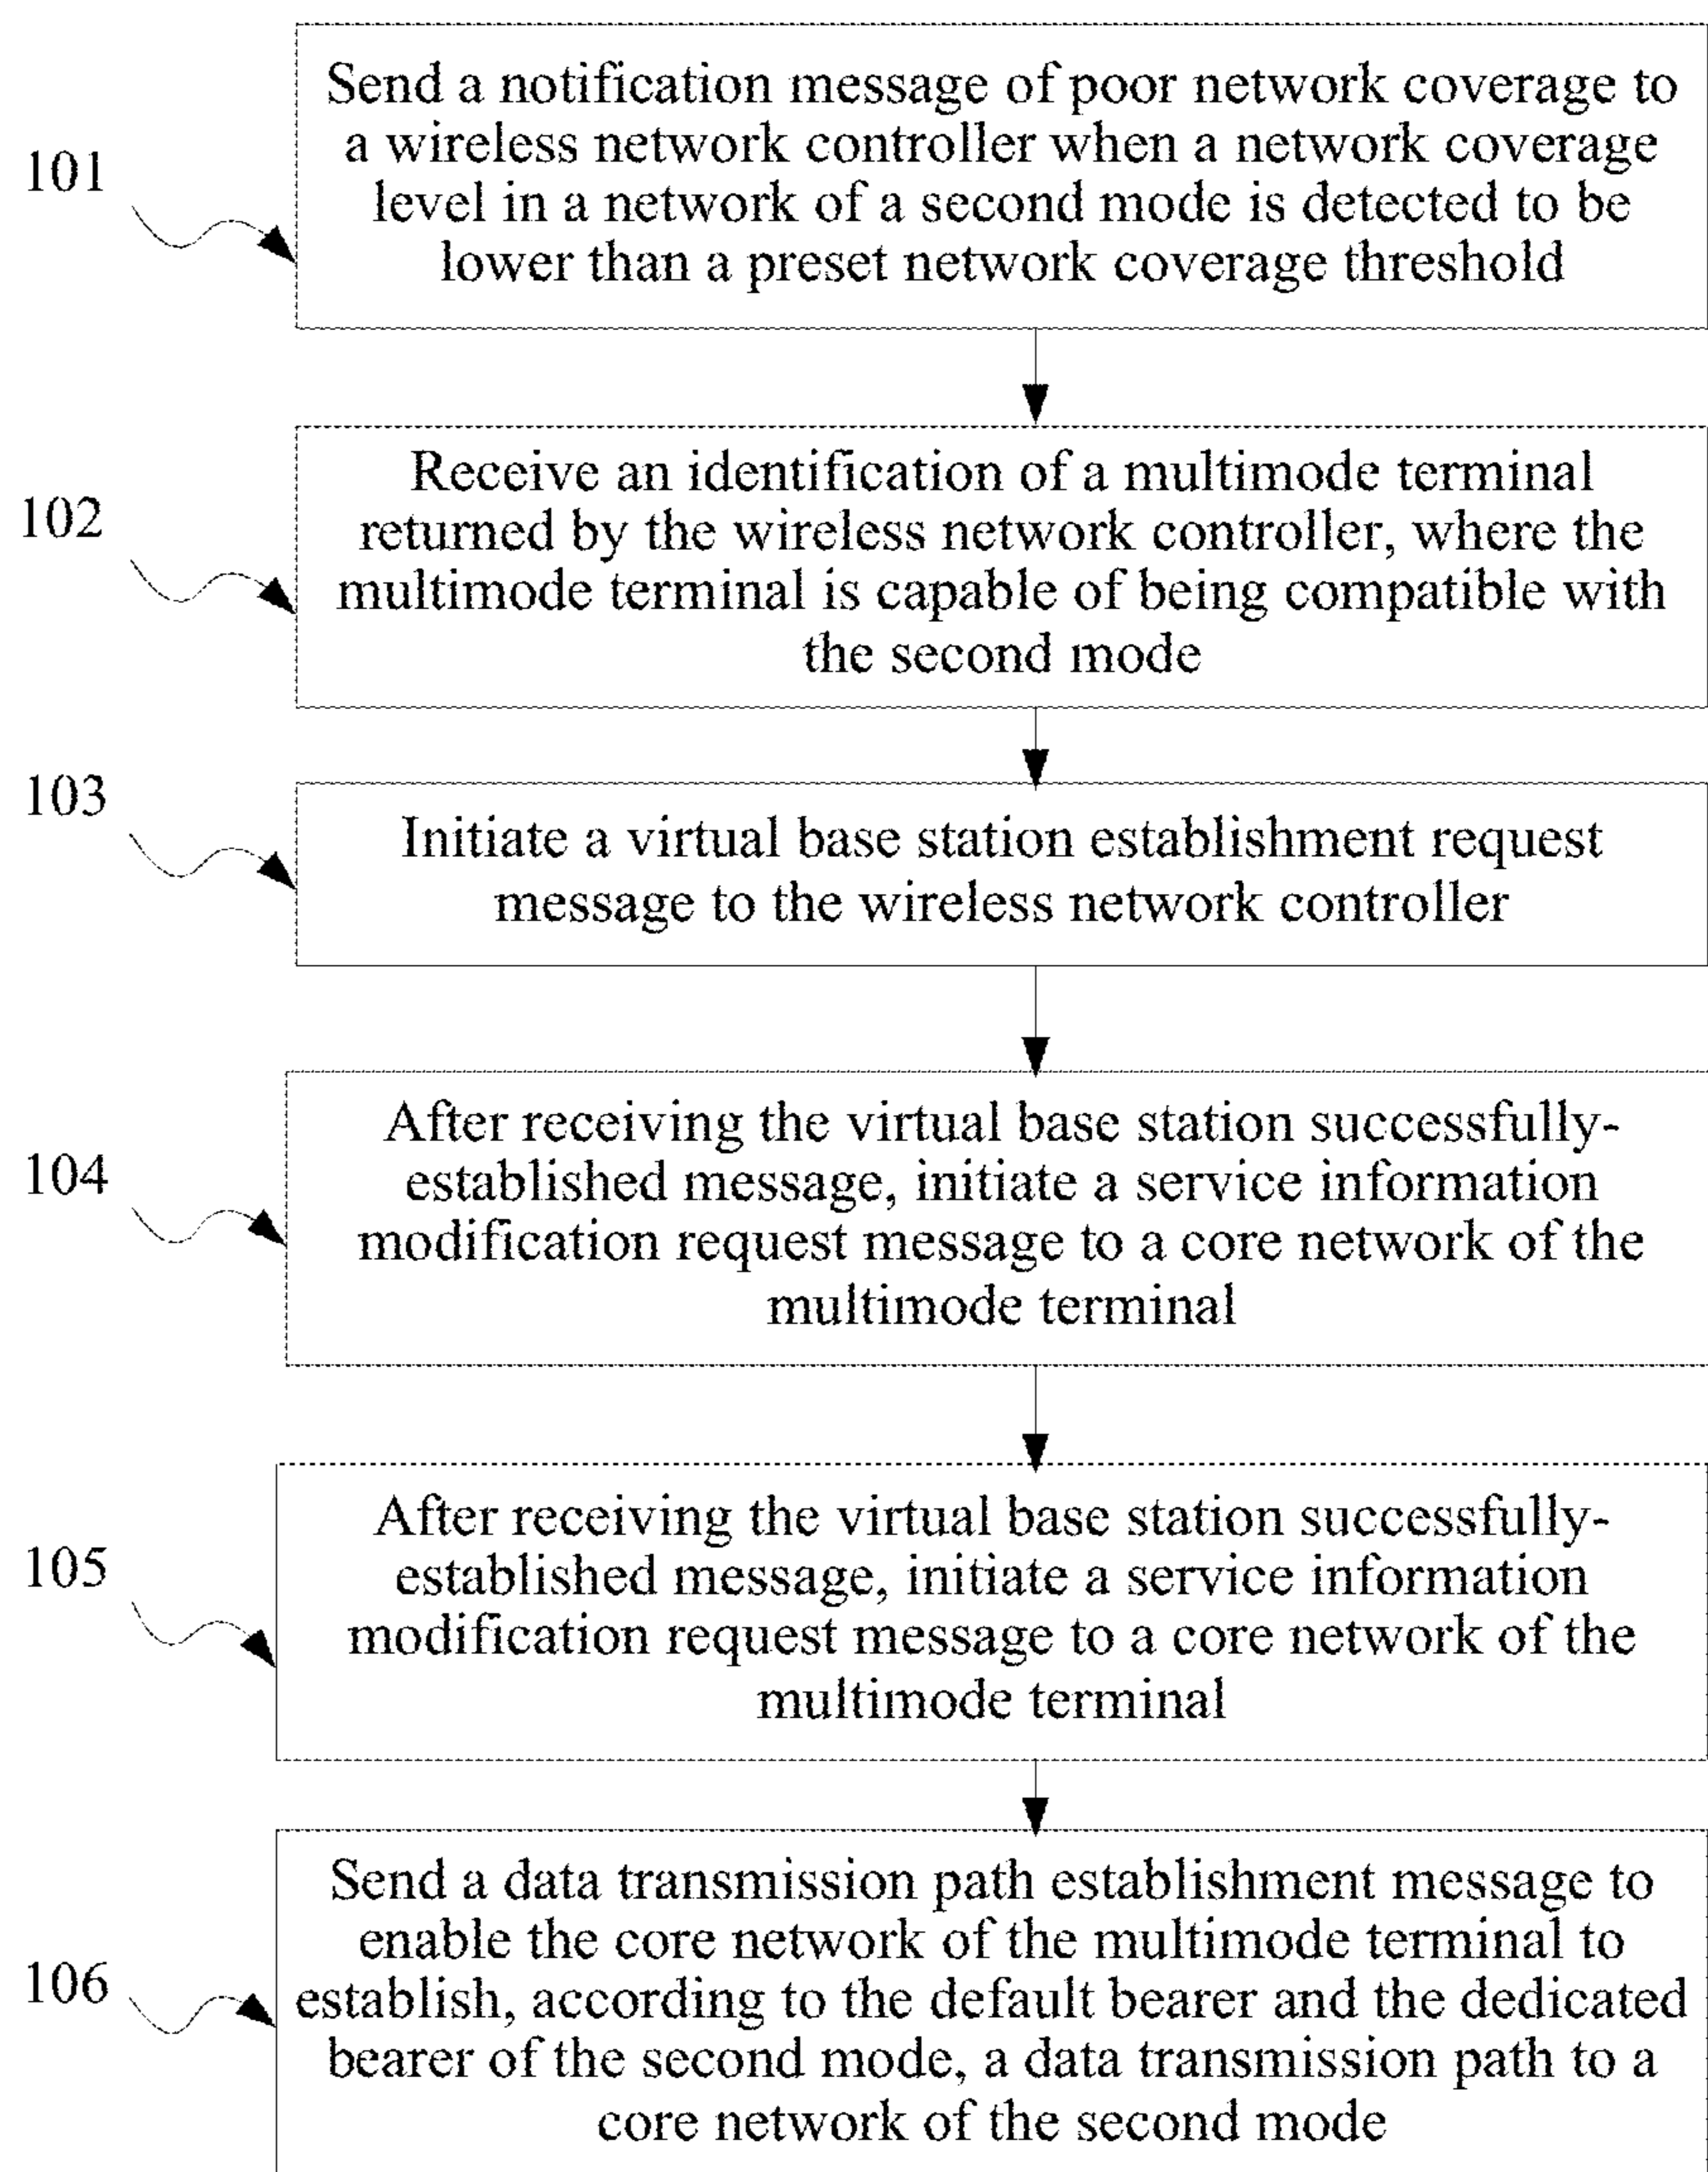 101
Send a notification message of poor network coverage to
a wireless network controller when a network coverage
level in a network of a second mode is detected to be
lower than a preset network coverage threshold
102
Receive an identification of a multimode terminal
returned by the wireless network controller, where the
multimode terminal is capable of being compatible with
the second mode
103
Initiate a virtual base station establishment request
message to the wireless network controller
104
After receiving the virtual base station successfully-
established message, initiate a service information
modification request message to a core network of the
multimode terminal
105
After receiving the virtual base station successfully-
established message, initiate a service information
modification request message to a core network of the
multimode terminal
106
Send a data transmission path establishment message to
enable the core network of the multimode terminal to
establish, according to the default bearer and the dedicated
bearer of the second mode, a data transmission path to a
core network of the second mode